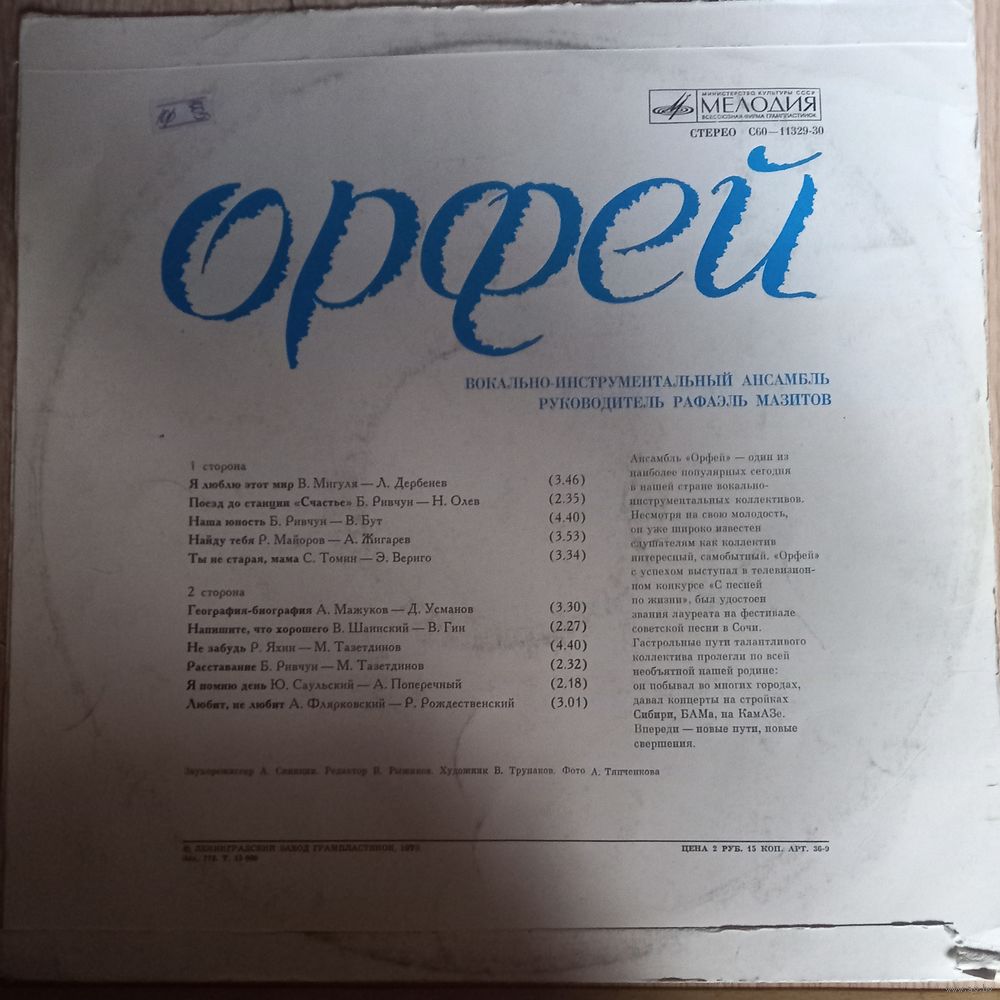 МИНИСТЕРСТВО КУЛЬТУРЫ СССР
МЕЛОДИЯ
ВСЕСОЮЗНАЯ ФИРМА ГРАМПЛАСТИНОК
СТЕРЕО С60—11329-30
орфей
ВОКАЛЬНО-ИНСТРУМЕНТАЛЬНЫЙ АНСАМБЛЬ
РУКОВОДИТЕЛЬ РАФАЭЛЬ МАЗИТОВ
1 сторона
Я люблю этот мир В. Мигуля — Л. Дербенев (3.46)
Поезд до станции «Счастье» Б. Ривчун — Н. Олев (2.35)
Наша юность Б. Ривчун — В. Бут (4.40)
Найду тебя Р. Майоров — А. Жигарев (3.53)
Ты не старая, мама С. Томин — Э. Вериго (3.34)
2 сторона
География-биография А. Мажуков — Д. Усманов (3.30)
Напишите, что хорошего В. Шаинский — В. Гин (2.27)
Не забудь Р. Яхин — М. Тазетдинов (4.40)
Расставание Б. Ривчун — М. Тазетдинов (2.32)
Я помню день Ю. Саульский — А. Поперечный (2.18)
Любит, не любит А. Флярковский — Р. Рождественский (3.01)
Ансамбль «Орфей» — один из
наиболее популярных сегодня
в нашей стране вокально-
инструментальных коллективов.
Несмотря на свою молодость,
он уже широко известен
слушателям как коллектив
интересный, самобытный. «Орфей»
с успехом выступал в телевизион-
ном конкурсе «С песней
по жизни», был удостоен
звания лауреата на фестивале
советской песни в Сочи.
Гастрольные пути талантливого
коллектива пролегли по всей
необъятной нашей родине:
он побывал во многих городах,
давал концерты на стройках
Сибири, БАМа, на КамАЗе.
Впереди — новые пути, новые
свершения.
Звукорежиссер А. Редактор В. Рыжиков. Художник В. Трупаков. Фото А. Тяпченкова
© ЛЕНИНГРАДСКИЙ ЗАВОД ГРАМПЛАСТИНОК,
ЦЕНА 2 РУБ. 15 КОП. АРТ. 36-9